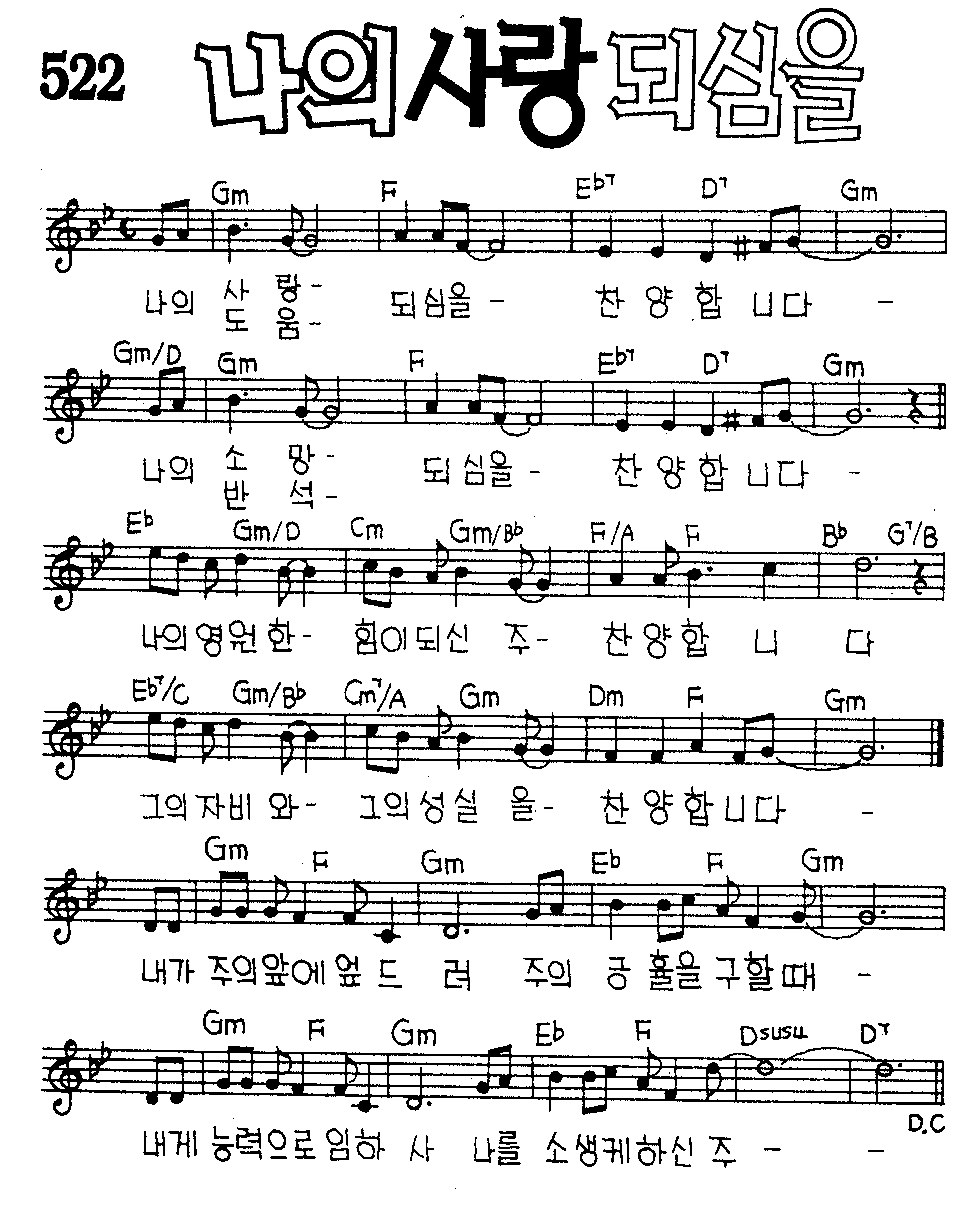 522 나의 사랑 되심을
Gm F E♭7 D7 Gm
나의 사 랑 - 되심을 - 찬 양 합 니다 -
도 움 -
Gm/D Gm F E♭7 D7 Gm
나의 소 망 - 되 심을 - 찬 양 합 니다 -
반 석 -
E♭ Gm/D Cm Gm/B♭ F/A F B♭ G7/B
나의 영원 한 - 힘이 되신 주 - 찬 양 합 니 다
E♭7/C Gm/B♭ Cm7/A Gm Dm F Gm
그의 자비 와 - 그의 성실 을 - 찬 양 합 니 다 -
Gm F Gm E♭ F Gm
내가 주의 앞에 엎 드 려 주의 긍 휼을 구할 때 -
Gm F Gm E♭ F Dsus4 D7
D.C
내게 능력으로 임하 사 나를 소생케하신 주 - -